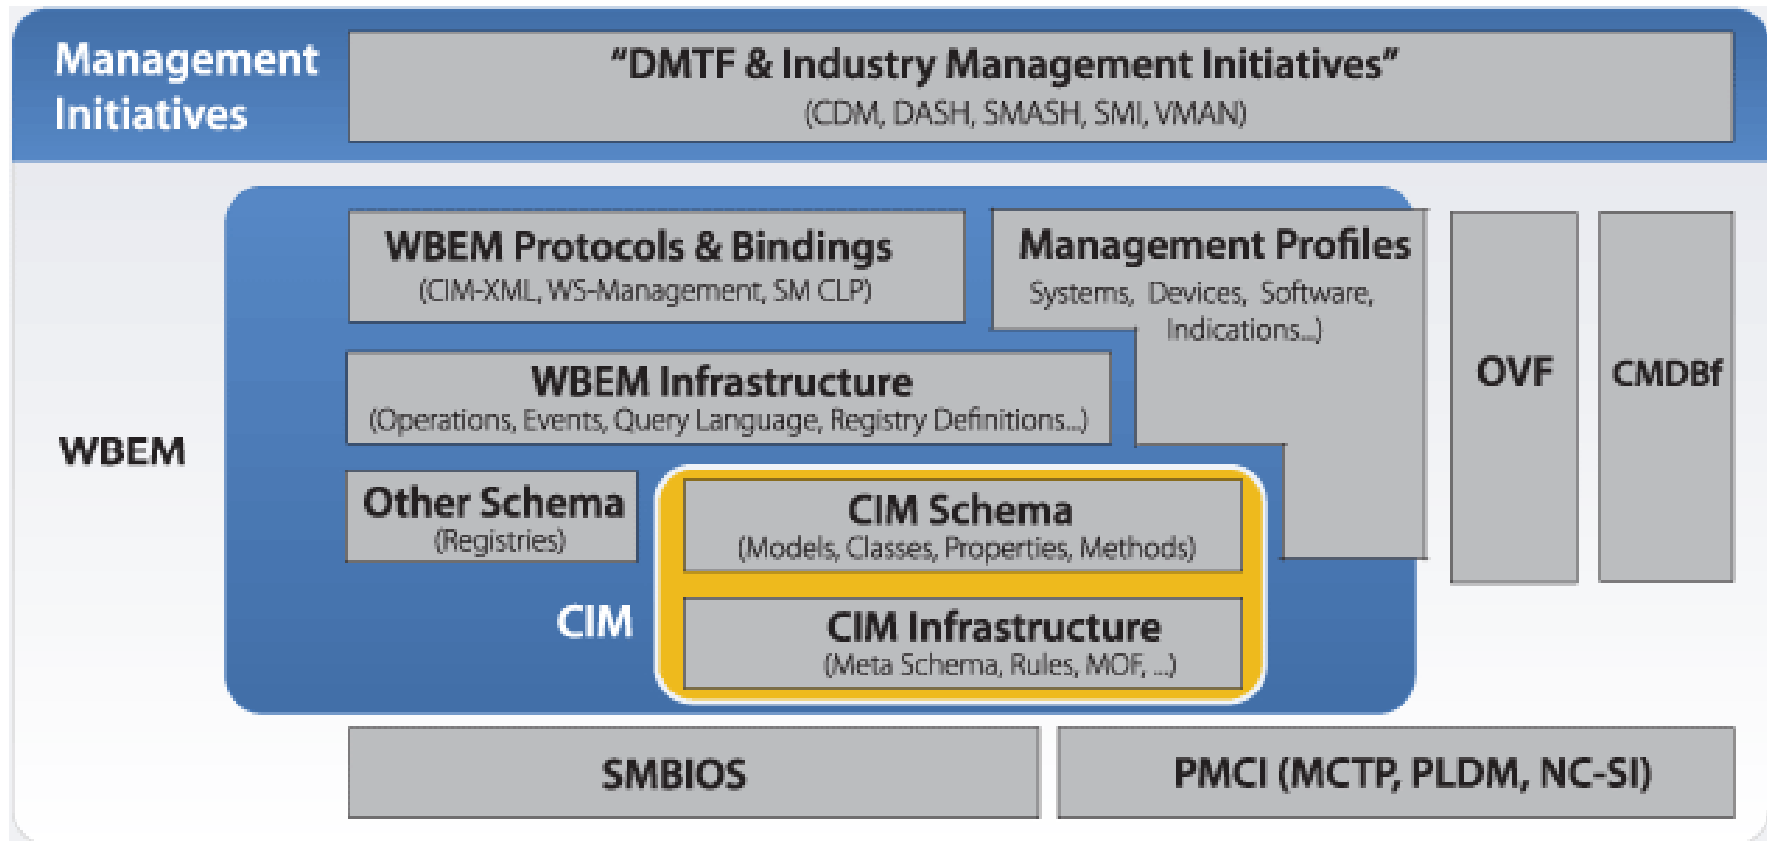 Management
Initiatives
“DMTF & Industry Management Initiatives”
(CDM, DASH, SMASH, SMI, VMAN)
WBEM
WBEM Protocols & Bindings
(CIM-XML, WS-Management, SM CLP)
Management Profiles
Systems, Devices, Software,
Indications...)
WBEM Infrastructure
(Operations, Events, Query Language, Registry Definitions...)
Other Schema
(Registries)
CIM
CIM Schema
(Models, Classes, Properties, Methods)
CIM Infrastructure
(Meta Schema, Rules, MOF, ...)
OVF
CMDBf
SMBIOS
PMCI (MCTP, PLDM, NC-SI)